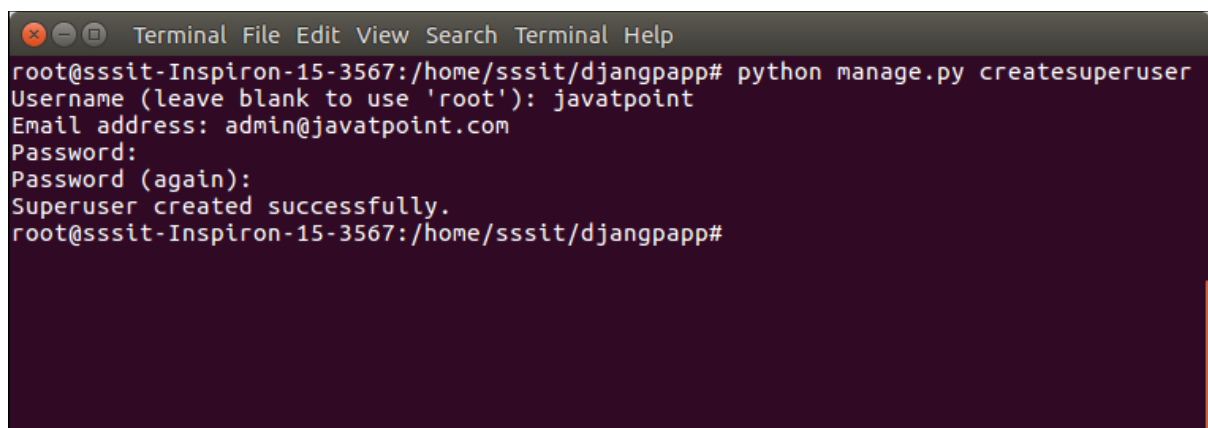 Terminal File Edit View Search Terminal Help
root@sssit-Inspiron-15-3567:/home/sssit/djangpapp# python manage.py createsuperuser
Username (leave blank to use 'root'): javatpoint
Email address: admin@javatpoint.com
Password:
Password (again):
Superuser created successfully.
root@sssit-Inspiron-15-3567:/home/sssit/djangpapp#